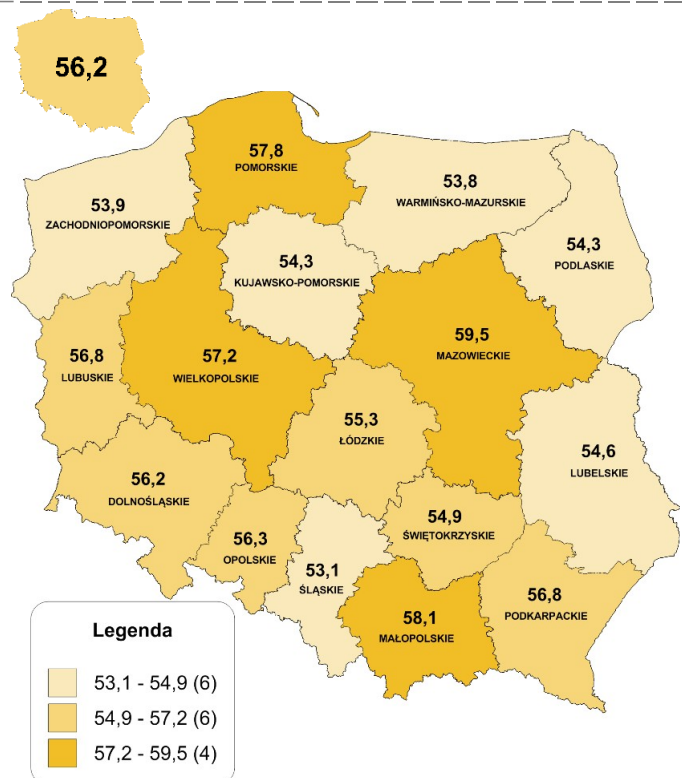 56,2
57,8
POMORSKIE
53,8
WARMIŃSKO-MAZURSKIE
53,9
ZACHODNIOPOMORSKIE
54,3
PODLASKIE
54,3
KUJAWSKO-POMORSKIE
59,5
MAZOWIECKIE
56,8
LUBUSKIE
57,2
WIELKOPOLSKIE
55,3
ŁÓDZKIE
54,6
LUBELSKIE
56,2
DOLNOŚLĄSKIE
54,9
ŚWIĘTOKRZYSKIE
56,3
OPOLSKIE
53,1
ŚLĄSKIE
56,8
PODKARPACKIE
58,1
MAŁOPOLSKIE
Legenda
53,1 - 54,9 (6)
54,9 - 57,2 (6)
57,2 - 59,5 (4)